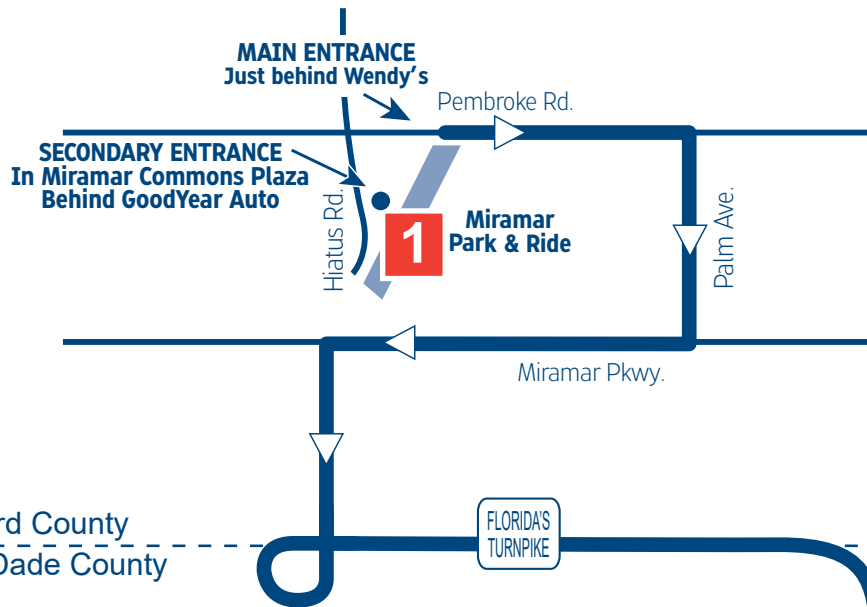 MAIN ENTRANCE
Just behind Wendy's
Pembroke Rd.
SECONDARY ENTRANCE
In Miramar Commons Plaza
Behind GoodYear Auto
Hiatus Rd.
1
Miramar
Park & Ride
Palm Ave.
Miramar Pkwy.
FLORIDA'S
TURNPIKE
rd County
Dade County